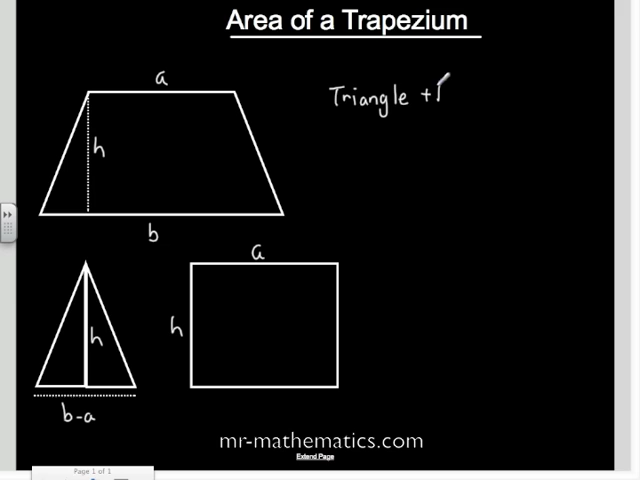 Area of a Trapezium
a
Triangle +
h
b
a
h
h
b-a
mr-mathematics.com
Extend Page
Page 1 of 1